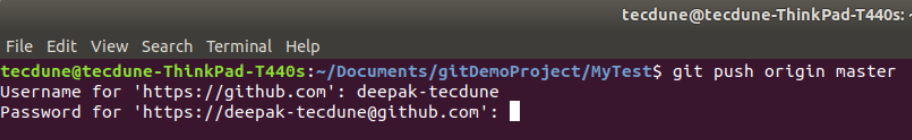 tecdune@tecdune-ThinkPad-T440s:
File Edit View Search Terminal Help
tecdune@tecdune-ThinkPad-T440s:~/Documents/gitDemoProject/MyTest$ git push origin master
Username for 'https://github.com': deepak-tecdune
Password for 'https://deepak-tecdune@github.com':